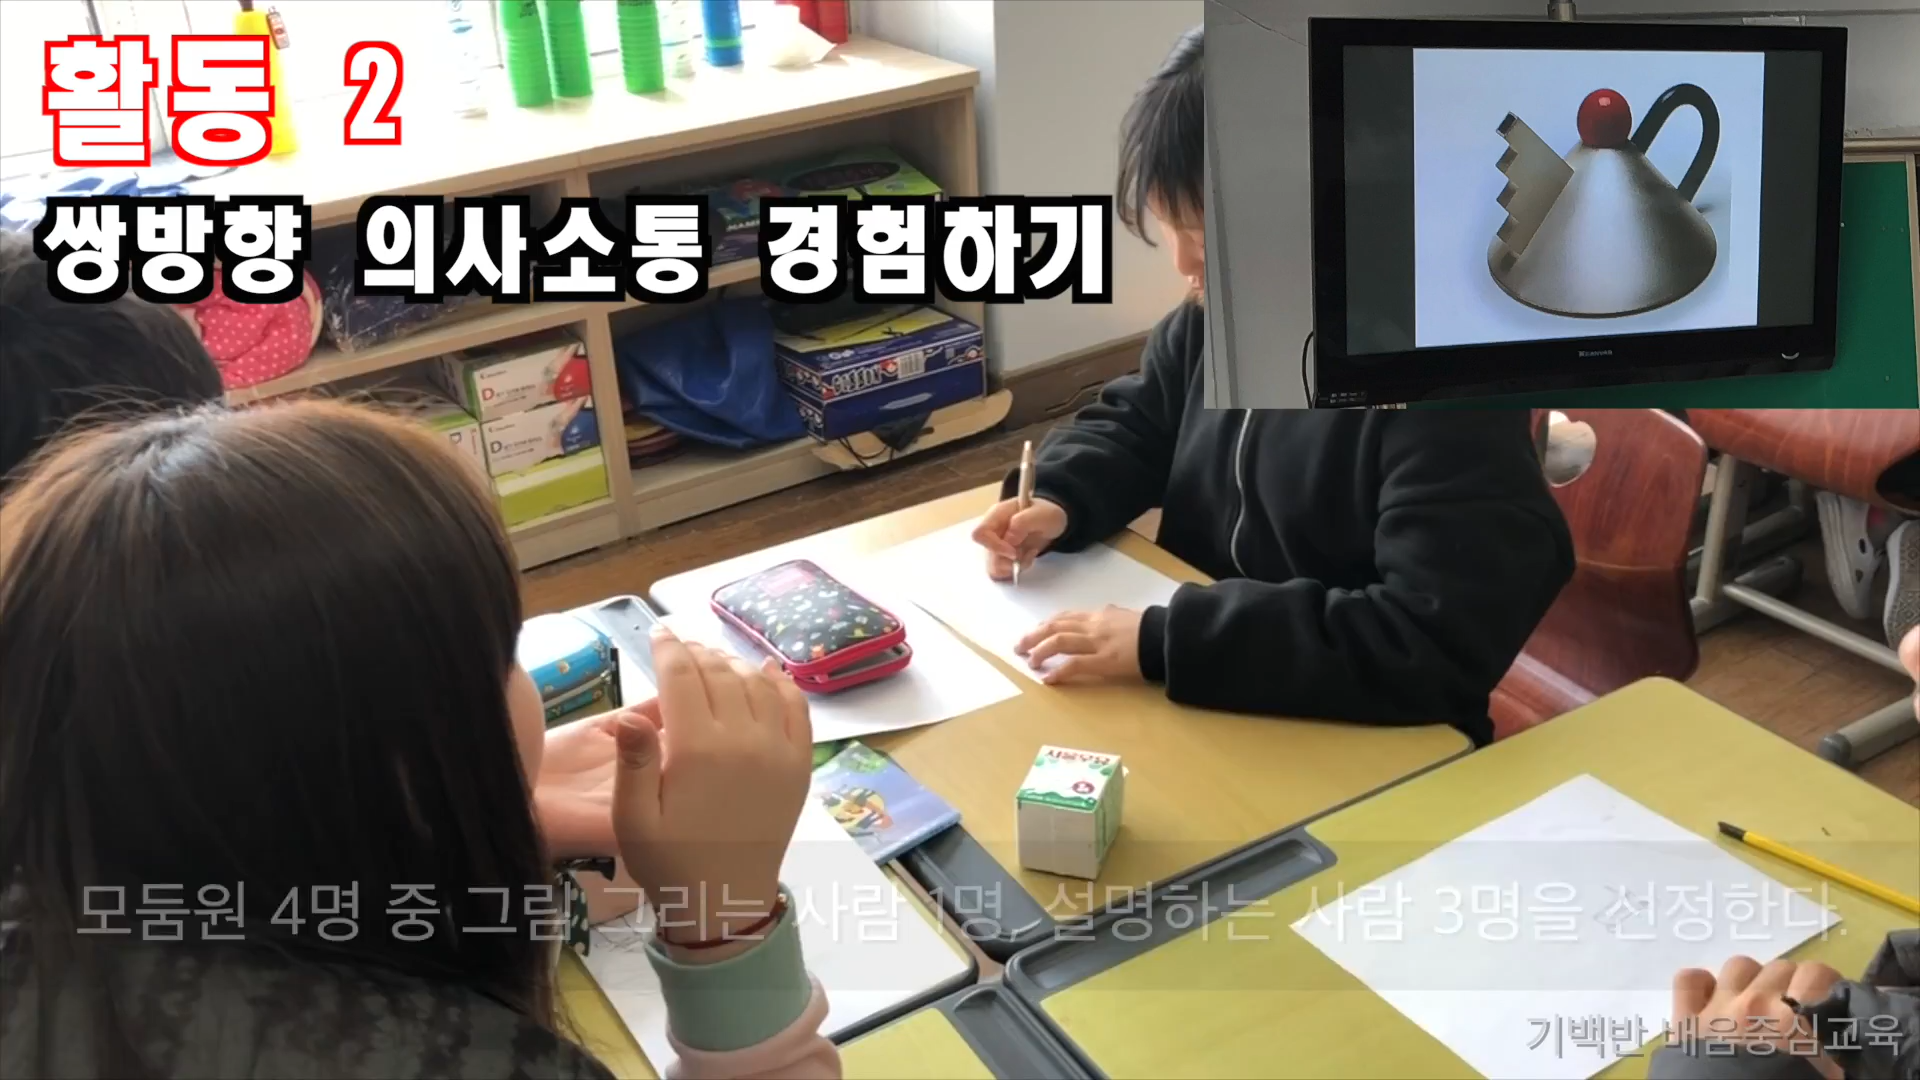 활동 2
쌍방향 의사소통 경험하기
모둠원 4명 중 그람 그리는 사람 1명, 설명하는 사람 3명을 선정한다.
기백반 배움중심교육